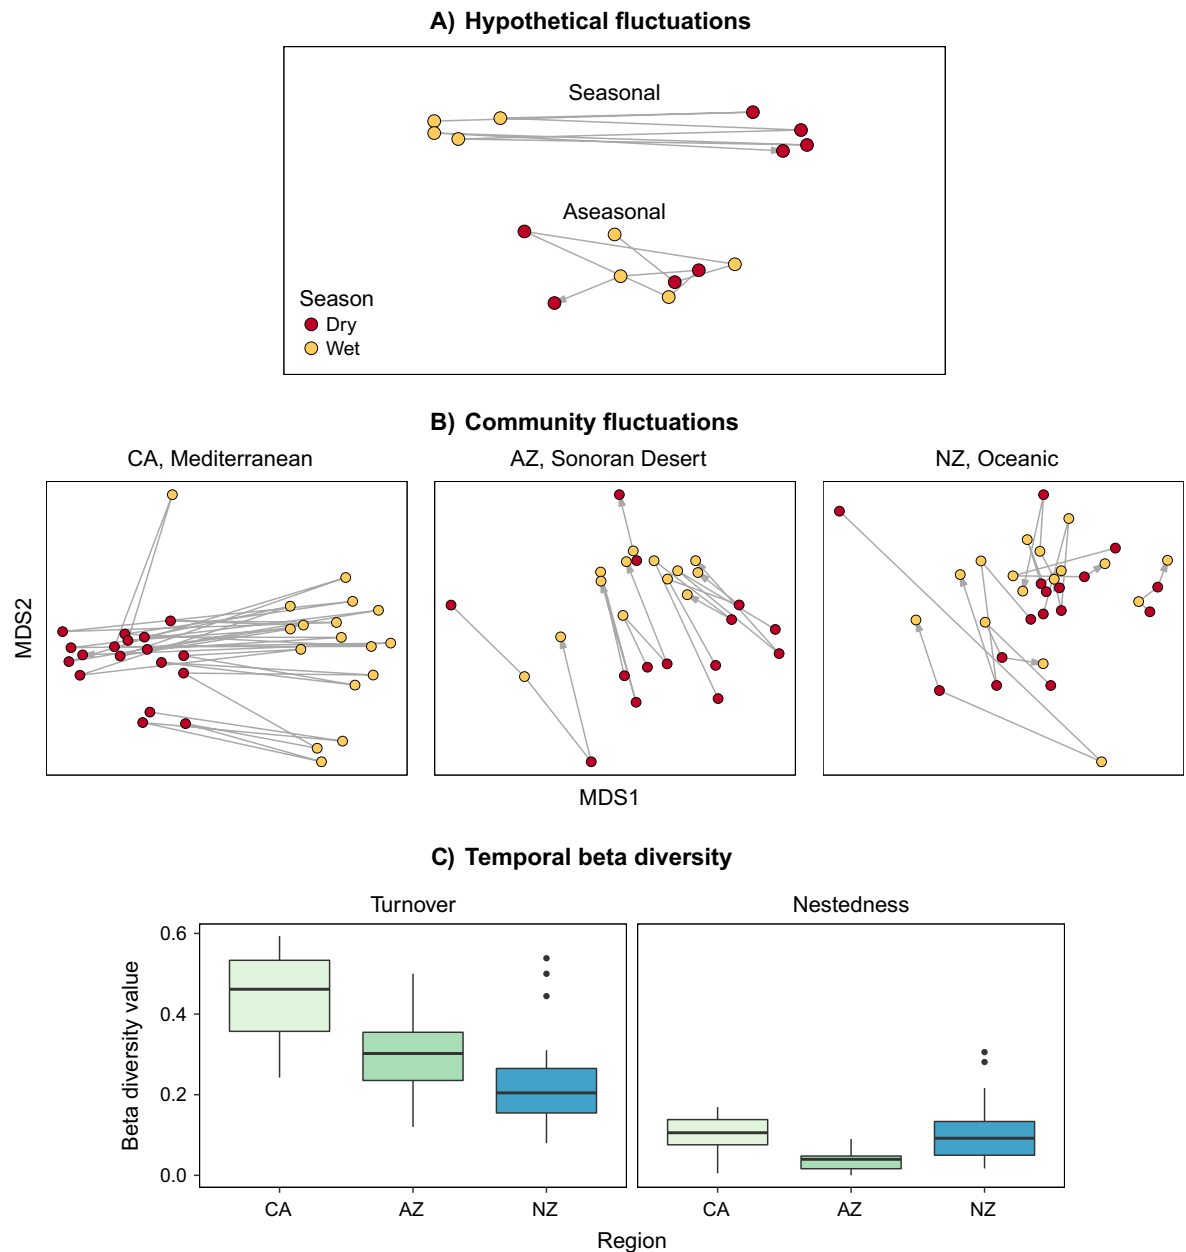 A) Hypothetical fluctuations
Seasonal
Aseasonal
Season
Dry
Wet
B) Community fluctuations
CA, Mediterranean
AZ, Sonoran Desert
NZ, Oceanic
MDS2
MDS1
C) Temporal beta diversity
Turnover
Nestedness
Beta diversity value
0.6
0.4
0.2
0.0
CA
AZ
NZ
CA
AZ
NZ
Region